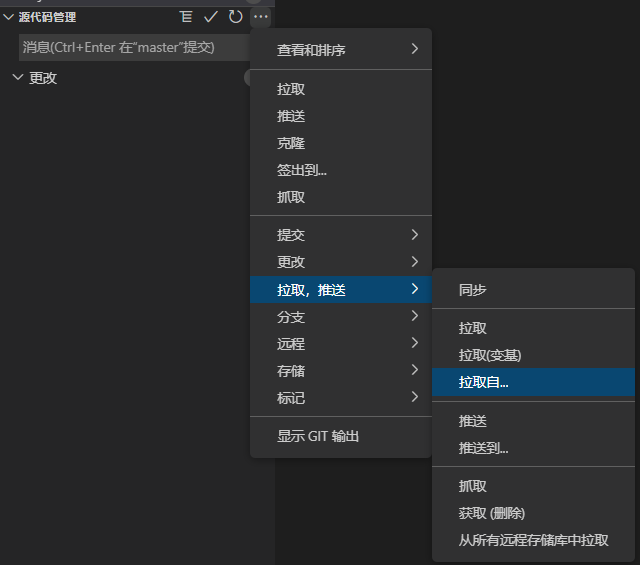 源代码管理
消息(Ctrl+Enter 在“master”提交)
更改
查看和排序
拉取
推送
克隆
签出到...
抓取
提交
更改
拉取，推送
分支
远程
存储
标记
显示 GIT 输出
同步
拉取
拉取(变基)
拉取自...
推送
推送到...
抓取
获取 (删除)
从所有远程存储库中拉取